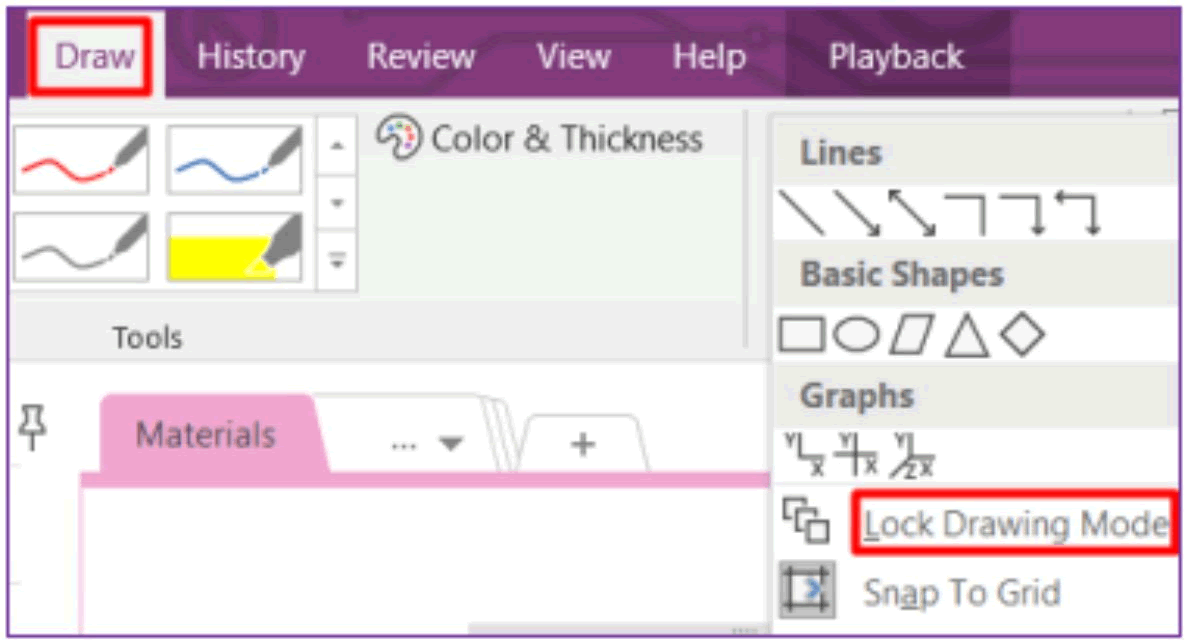 Draw History Review View Help Playback
Color & Thickness
Tools
Materials ... +
Lines
Basic Shapes
Graphs
Y X Y X Y Z X
Lock Drawing Mode
Snap To Grid